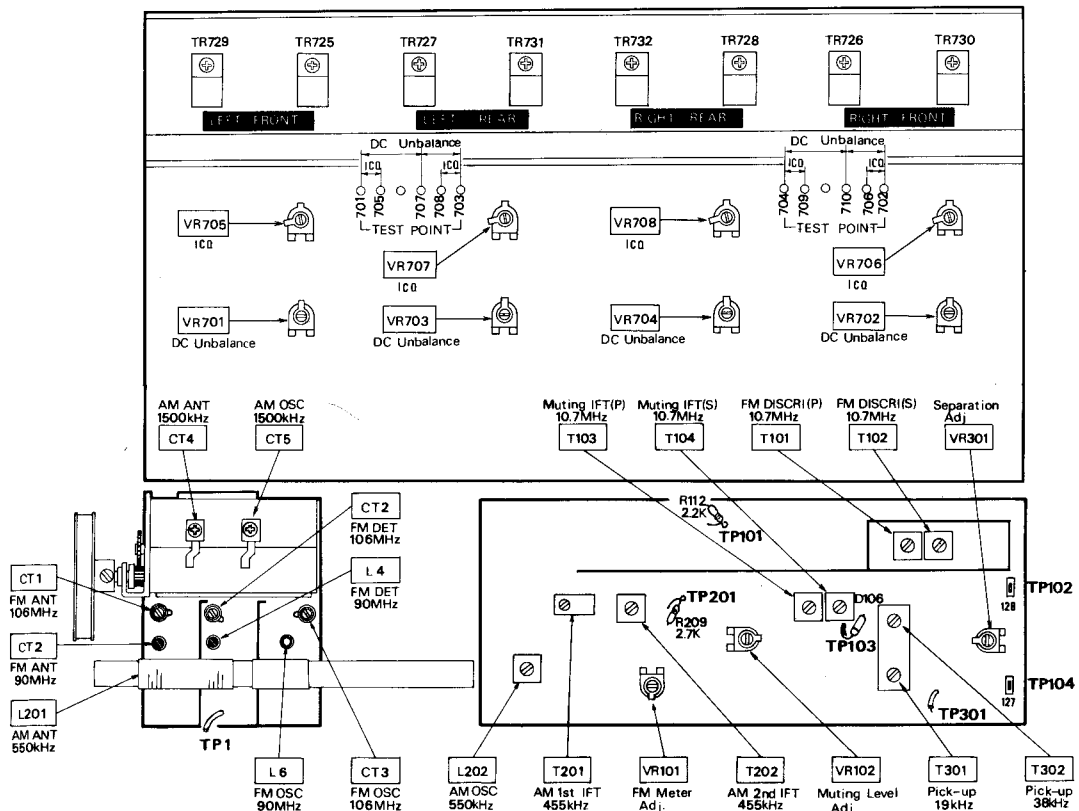 TR729 TR725 TR727 TR731 TR732 TR728 TR726 TR730
LEFT FRONT LEFT REAR RIGHT REAR RIGHT FRONT
DC Unbalance DC Unbalance
ICQ ICQ ICQ ICQ
701 705 707 708 703 704 709 710 706 702
TEST POINT TEST POINT
VR705 VR708
ICQ ICQ
VR707 VR706
ICQ ICQ
VR701 VR703 VR704 VR702
DC Unbalance DC Unbalance DC Unbalance DC Unbalance
AM ANT
1500kHz
CT4
AM OSC
1500kHz
CT5
Muting IFT(P)
10.7MHz
T103
Muting IFT(S)
10.7MHz
T104
FM DISCRI(P)
10.7MHz
T101
FM DISCRI(S)
10.7MHz
T102
Separation
Adj
VR301
CT2
FM DET
106MHz
L4
FM DET
90MHz
CT1
FM ANT
106MHz
CT2
FM ANT
90MHz
L201
AM ANT
550kHz
TP1
L6
FM OSC
90MHz
CT3
FM OSC
106MHz
R112
2.2K
TP101
TP201
R209
2.7K
D106
TP103
TP102
128
TP104
127
TP301
L202
AM OSC
550kHz
T201
AM 1st IFT
455kHz
VR101
FM Meter
Adj.
T202
AM 2nd IFT
455kHz
VR102
Muting Level
Adj
T301
Pick-up
19kHz
T302
Pick-up
38kHz